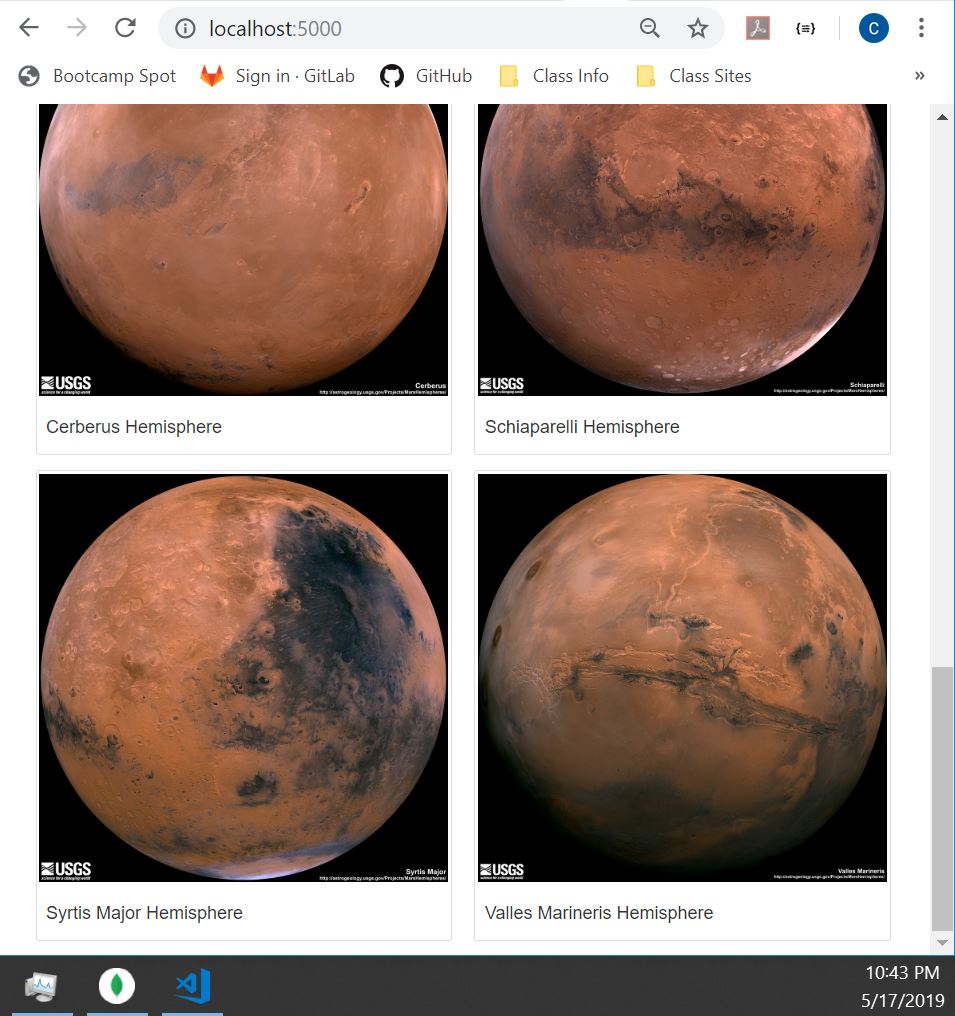 localhost:5000
{≡}
C
Bootcamp Spot
Sign in · GitLab
GitHub
Class Info
Class Sites
»
USGS
science for a changing world
Cerberus
http://astrogeology.usgs.gov/Projects/MarsHemispheres/
USGS
science for a changing world
Schiaparelli
http://astrogeology.usgs.gov/Projects/MarsHemispheres/
Cerberus Hemisphere
Schiaparelli Hemisphere
USGS
science for a changing world
Syrtis Major
http://astrogeology.usgs.gov/Projects/MarsHemispheres/
USGS
science for a changing world
Valles Marineris
http://astrogeology.usgs.gov/Projects/MarsHemispheres/
Syrtis Major Hemisphere
Valles Marineris Hemisphere
10:43 PM
5/17/2019